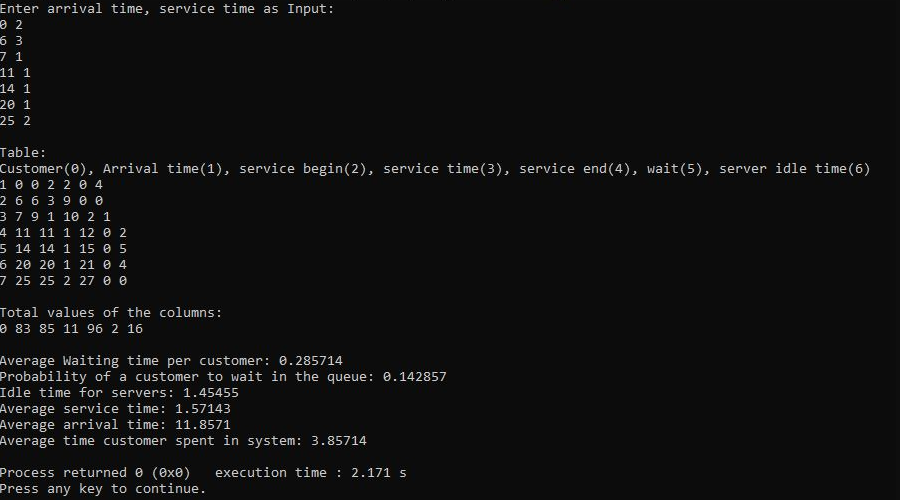 Enter arrival time, service time as Input:
0 2
6 3
7 1
11 1
14 1
20 1
25 2
Table:
Customer(0), Arrival time(1), service begin(2), service time(3), service end(4), wait(5), server idle time(6)
1 0 0 2 2 0 4
2 6 6 3 9 0 0
3 7 9 1 10 2 1
4 11 11 1 12 0 2
5 14 14 1 15 0 5
6 20 20 1 21 0 4
7 25 25 2 27 0 0
Total values of the columns:
0 83 85 11 96 2 16
Average Waiting time per customer: 0.285714
Probability of a customer to wait in the queue: 0.142857
Idle time for servers: 1.45455
Average service time: 1.57143
Average arrival time: 11.8571
Average time customer spent in system: 3.85714
Process returned 0 (0x0)   execution time : 2.171 s
Press any key to continue.